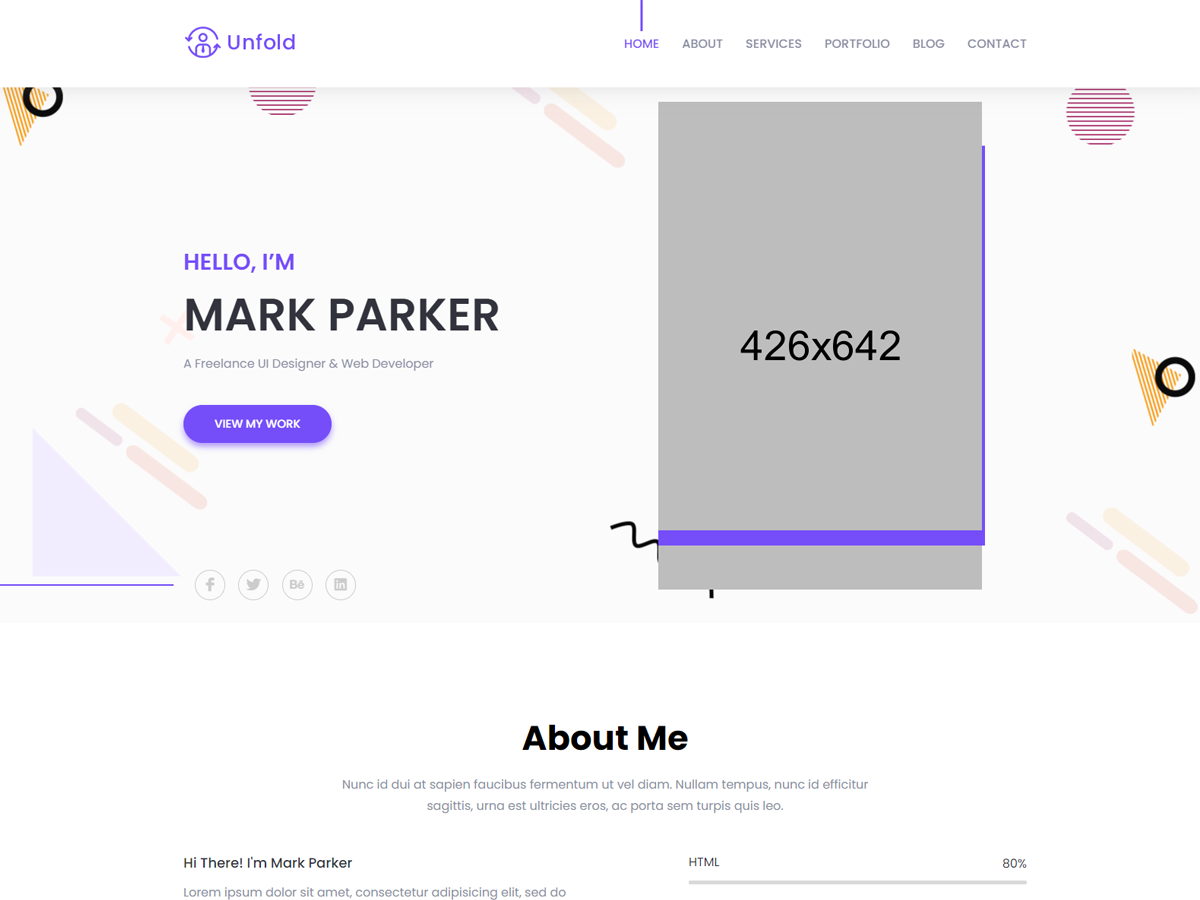 Unfold
HOME ABOUT SERVICES PORTFOLIO BLOG CONTACT
HELLO, I’M
MARK PARKER
A Freelance UI Designer & Web Developer
VIEW MY WORK
426x642
Bē
in
About Me
Nunc id dui at sapien faucibus fermentum ut vel diam. Nullam tempus, nunc id efficitur
sagittis, urna est ultricies eros, ac porta sem turpis quis leo.
Hi There! I'm Mark Parker
Lorem ipsum dolor sit amet, consectetur adipisicing elit, sed do
HTML 80%